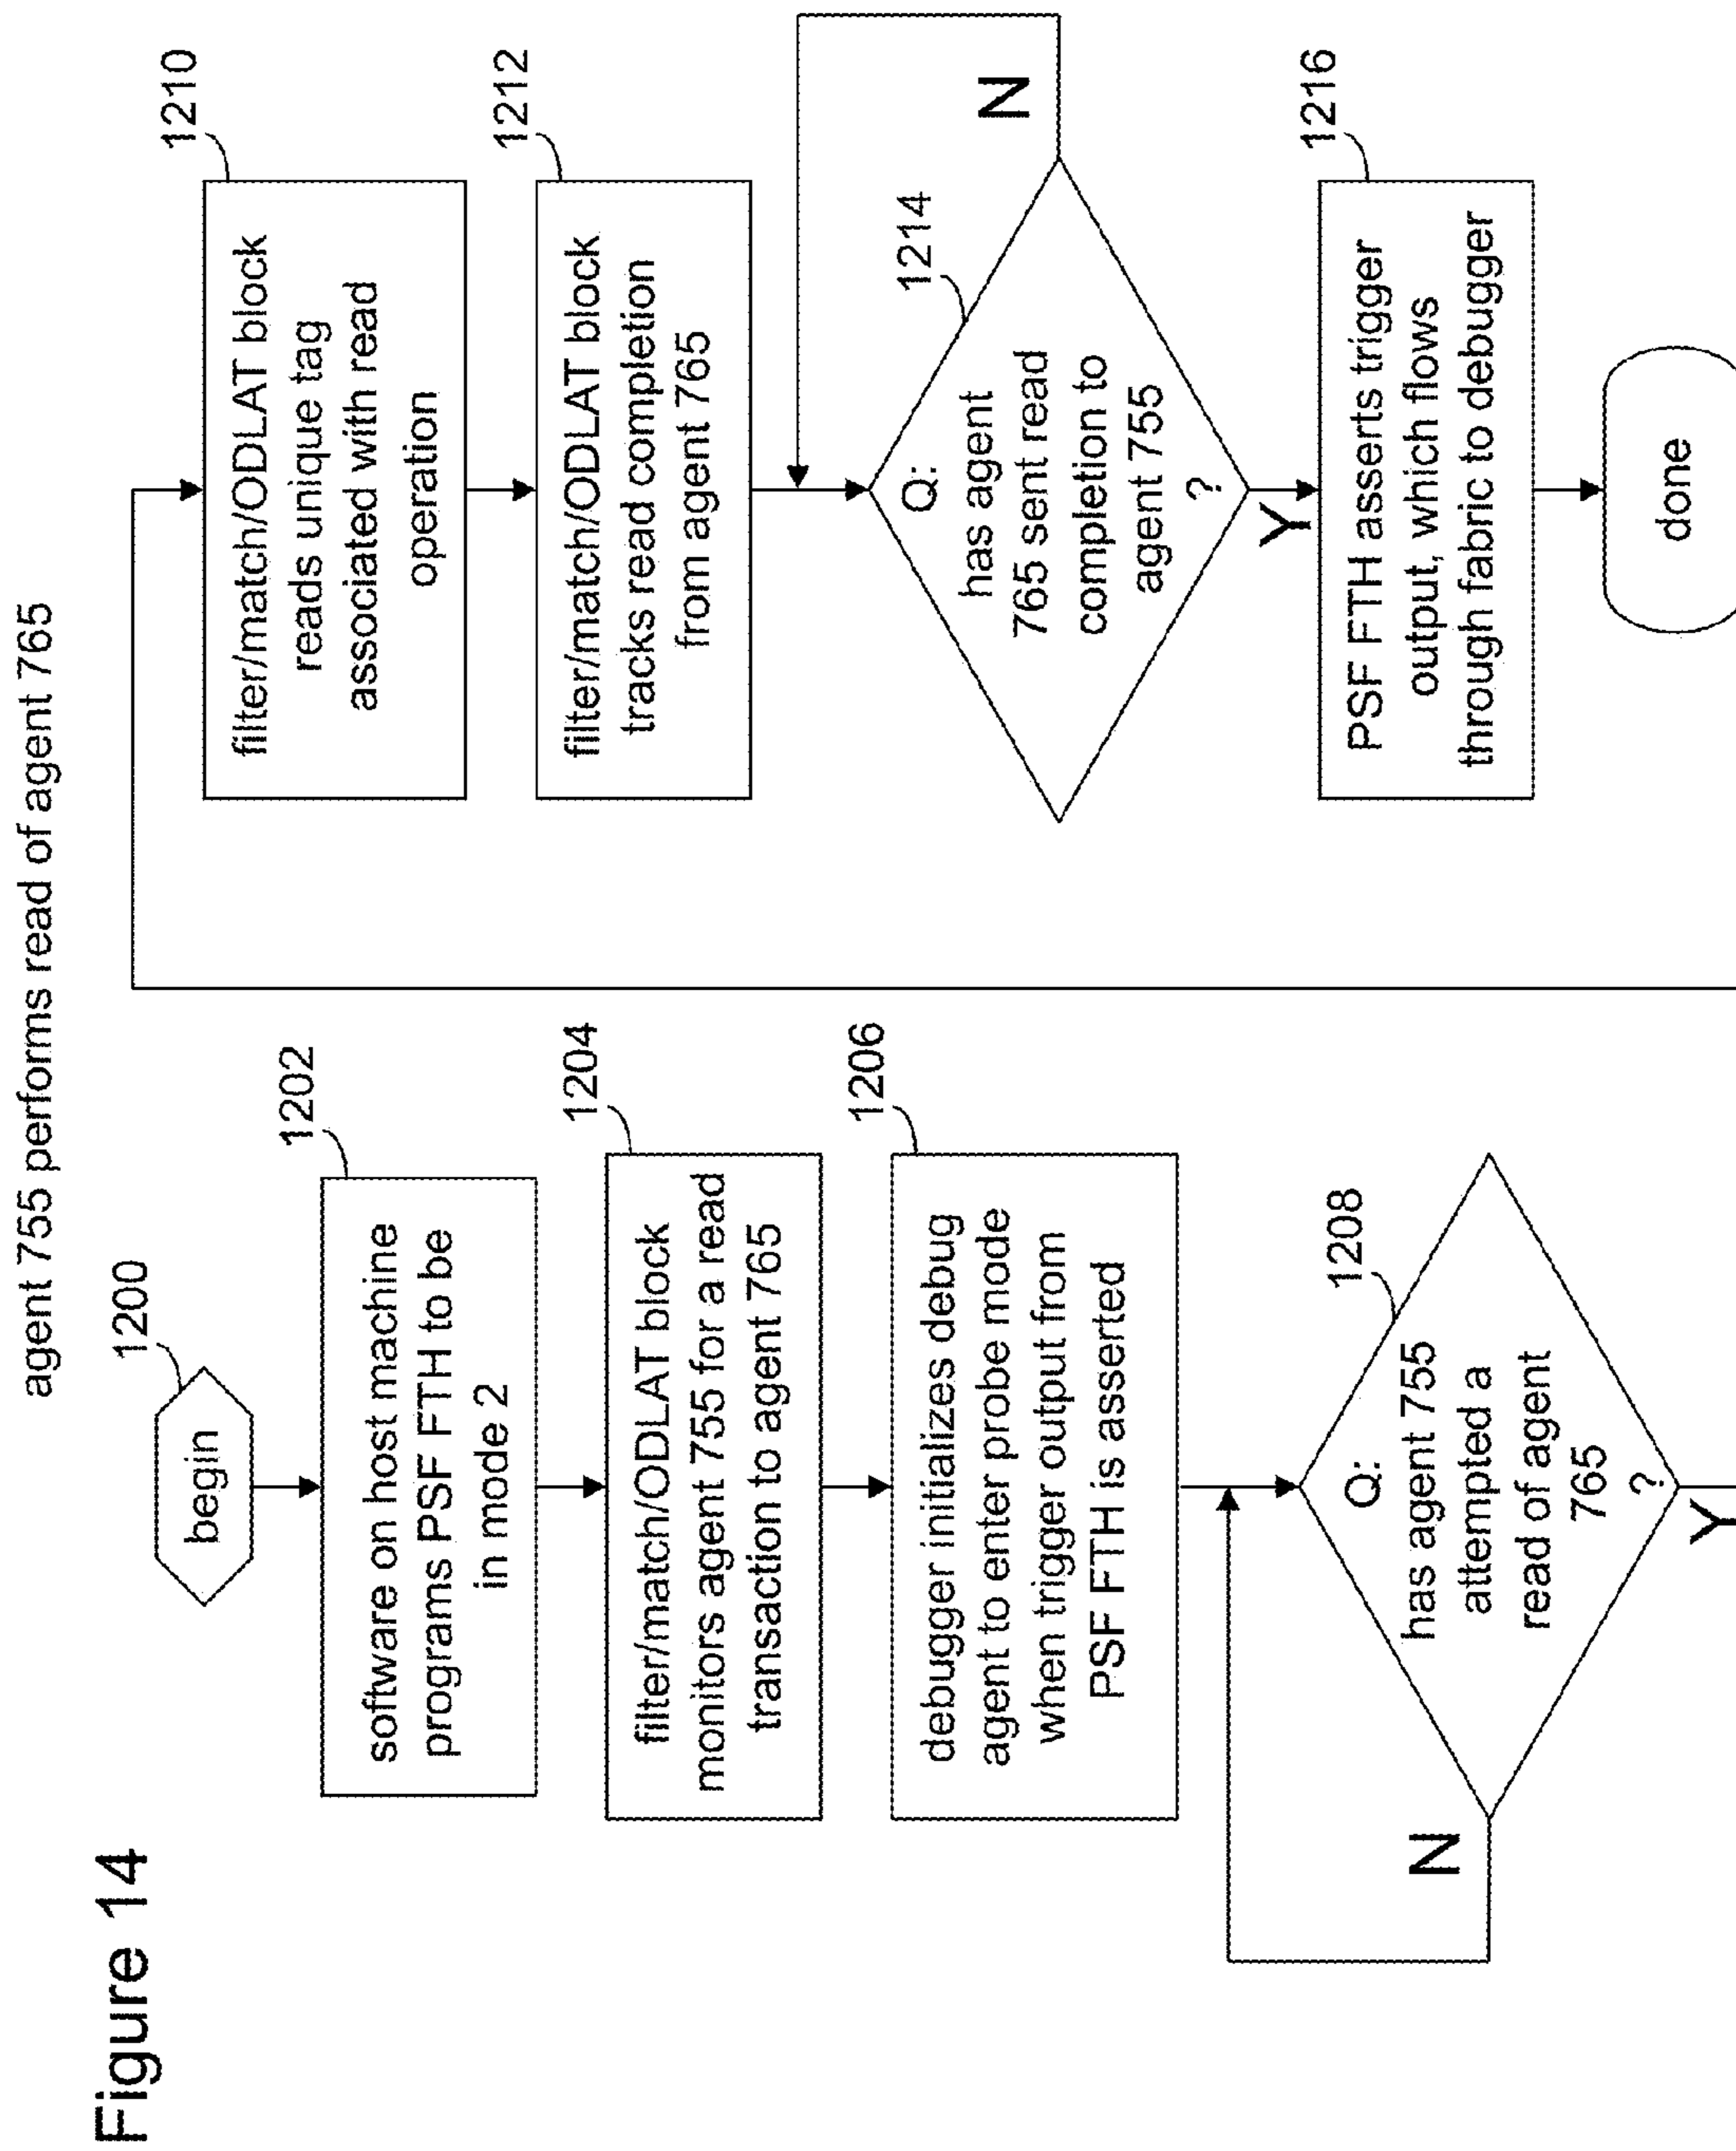 Figure 14
agent 755 performs read of agent 765
begin
1200
software on host machine
programs PSF FTH to be
in mode 2
1202
filter/match/ODLAT block
monitors agent 755 for a read
transaction to agent 765
1204
debugger initializes debug
agent to enter probe mode
when trigger output from
PSF FTH is asserted
1206
Q:
has agent 755
attempted a
read of agent
765
?
1208
N
Y
filter/match/ODLAT block
reads unique tag
associated with read
operation
1210
filter/match/ODLAT block
tracks read completion
from agent 765
1212
Q:
has agent
765 sent read
completion to
agent 755
?
1214
N
Y
PSF FTH asserts trigger
output, which flows
through fabric to debugger
1216
done